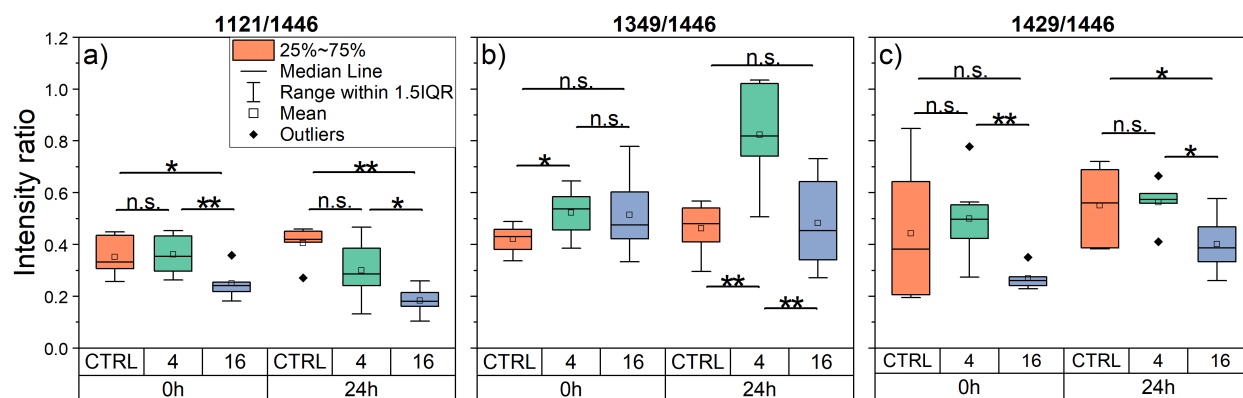 1121/1446
1349/1446
1429/1446
Intensity ratio
1.2
1.0
0.8
0.6
0.4
0.2
0.0
a)
25%~75%
Median Line
Range within 1.5IQR
Mean
Outliers
*
n.s.
**
**
n.s.
*
CTRL 4 16 CTRL 4 16
0h 24h
b)
n.s.
n.s.
*
n.s.
**
**
CTRL 4 16 CTRL 4 16
0h 24h
c)
n.s.
n.s.
**
*
n.s.
*
CTRL 4 16 CTRL 4 16
0h 24h